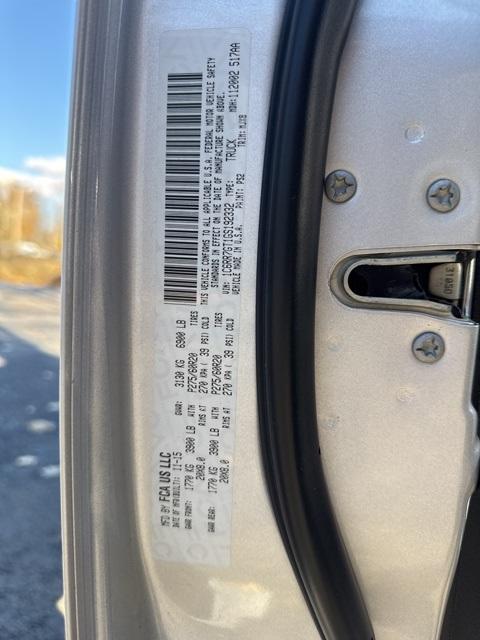 MFD BY FCA US LLC
DATE OF MFR(BUILT): 11-15 GVWR: 3130 KG 6900 LB
GAWR FRONT: 1770 KG 3900 LB WITH P275/60R20 TIRES
20X8.0 RIMS AT 270 KPA ( 39 PSI) COLD
GAWR REAR: 1770 KG 3900 LB WITH P275/60R20 TIRES
20X8.0 RIMS AT 270 KPA ( 39 PSI) COLD
THIS VEHICLE CONFORMS TO ALL APPLICABLE U.S.A. FEDERAL MOTOR VEHICLE SAFETY
STANDARDS IN EFFECT ON THE DATE OF MANUFACTURE SHOWN ABOVE.
VIN: 1C6RR7GT1GS192332 TYPE: TRUCK MDH:112002 517AA
VEHICLE MADE IN U.S.A. PAINT: PS2 TRIM: MJX8